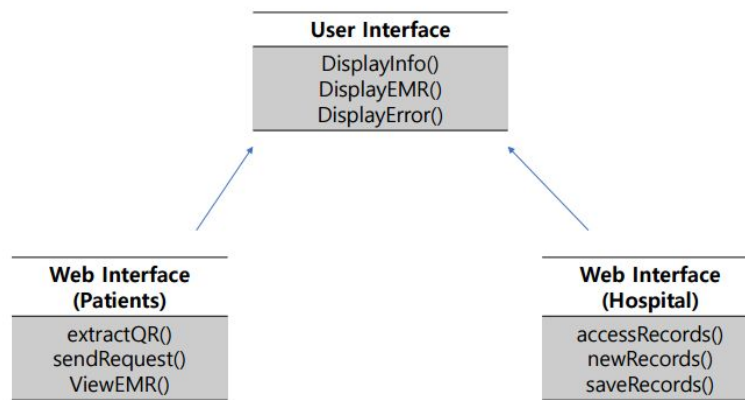 User Interface
DisplayInfo()
DisplayEMR()
DisplayError()
Web Interface
(Patients)
extractQR()
sendRequest()
ViewEMR()
Web Interface
(Hospital)
accessRecords()
newRecords()
saveRecords()